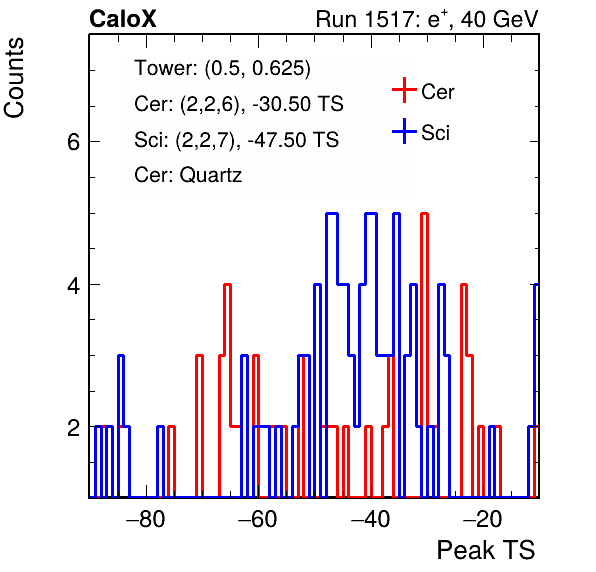 CaloX Run 1517: e⁺, 40 GeV
Counts
Tower: (0.5, 0.625)
Cer: (2,2,6), -30.50 TS
Sci: (2,2,7), -47.50 TS
Cer: Quartz
Cer
Sci
6
4
2
−80 −60 −40 −20
Peak TS